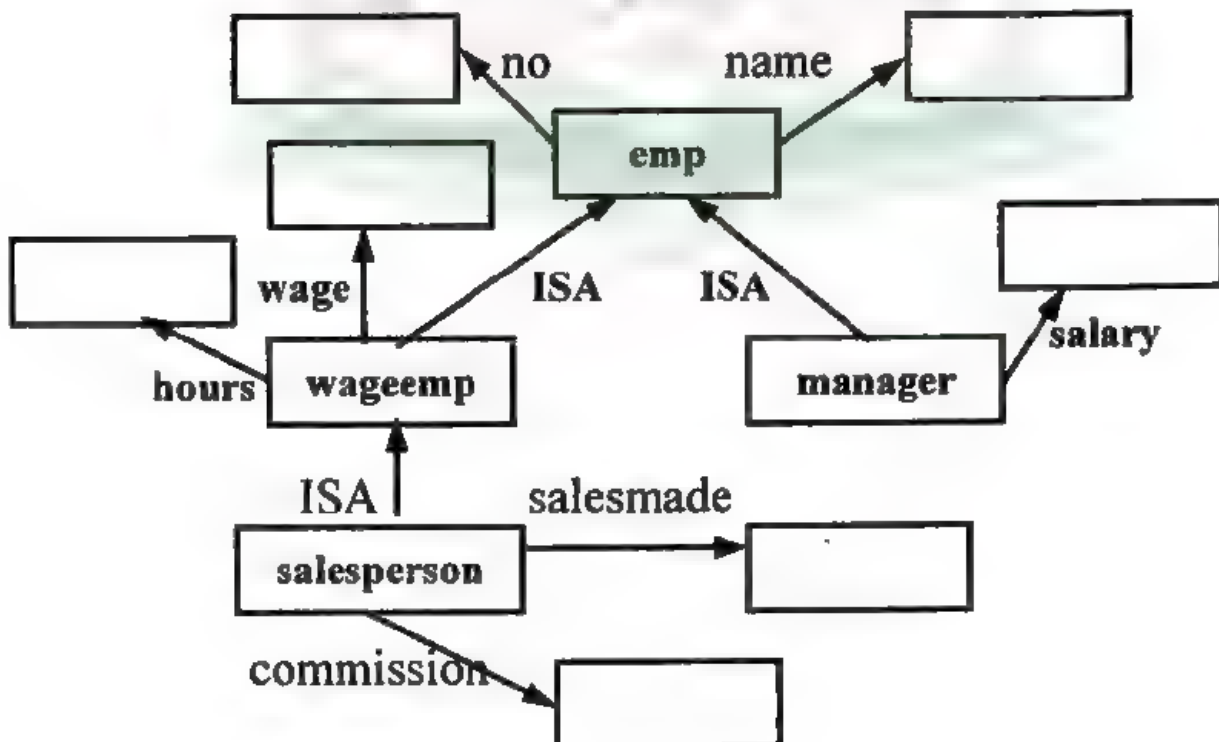 no
name
emp
wage
ISA
ISA
salary
hours
wageemp
manager
ISA
salesmade
salesperson
commission